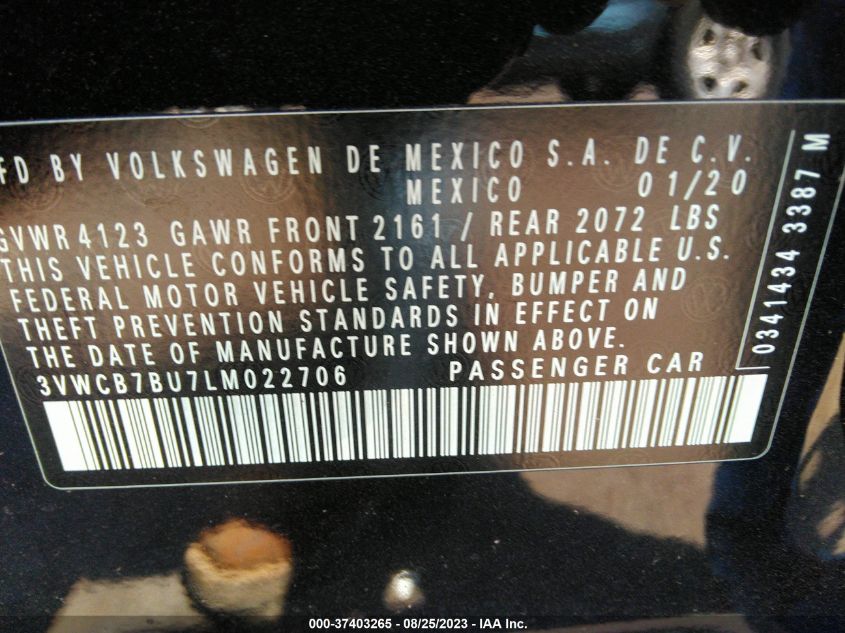 FD BY VOLKSWAGEN DE MEXICO S.A. DE C.V.
MEXICO 01/20
GVWR 4123 GAWR FRONT 2161 / REAR 2072 LBS
THIS VEHICLE CONFORMS TO ALL APPLICABLE U.S.
FEDERAL MOTOR VEHICLE SAFETY, BUMPER AND
THEFT PREVENTION STANDARDS IN EFFECT ON
THE DATE OF MANUFACTURE SHOWN ABOVE.
3VWCB7BU7LM022706 PASSENGER CAR
0341434 3387 M
000-37403265 - 08/25/2023 - IAA Inc.